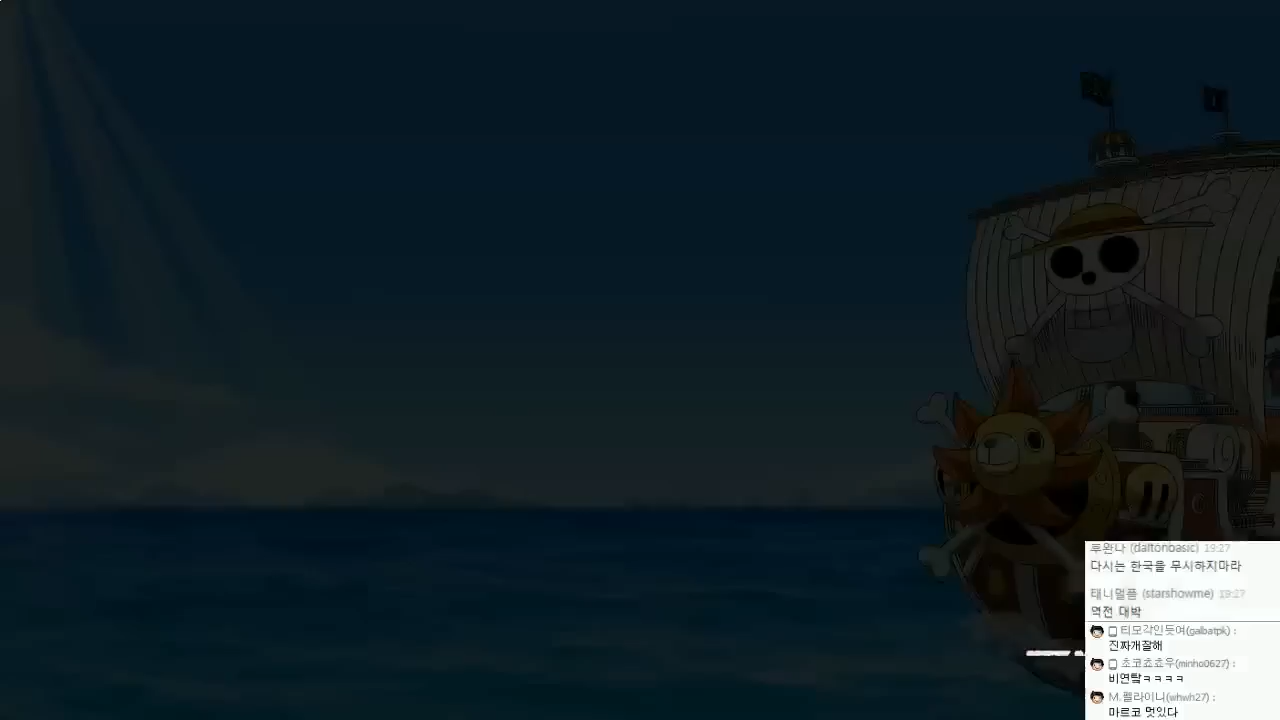 후완나 (daltonbasic) 19:27
다시는 한국을 무시하지마라
태니멀플 (starshowme) 19:27
역전 대박
티모각인듯여(galbatpk) :
진짜개잘해
초코쵸쵸우(minho0627) :
비연탘ㅋㅋㅋㅋ
M.펠라이니(whwh27) :
마르코 멋있다